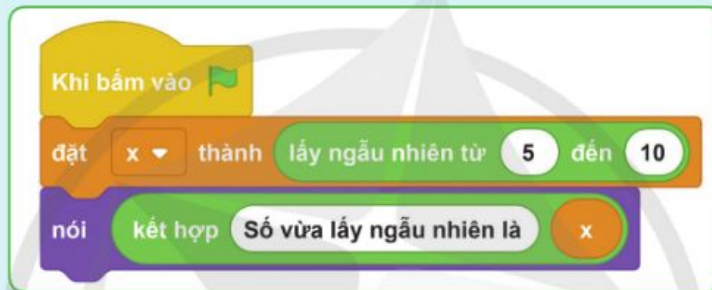 Khi bấm vào
đặt x thành lấy ngẫu nhiên từ 5 đến 10
nói kết hợp Số vừa lấy ngẫu nhiên là x